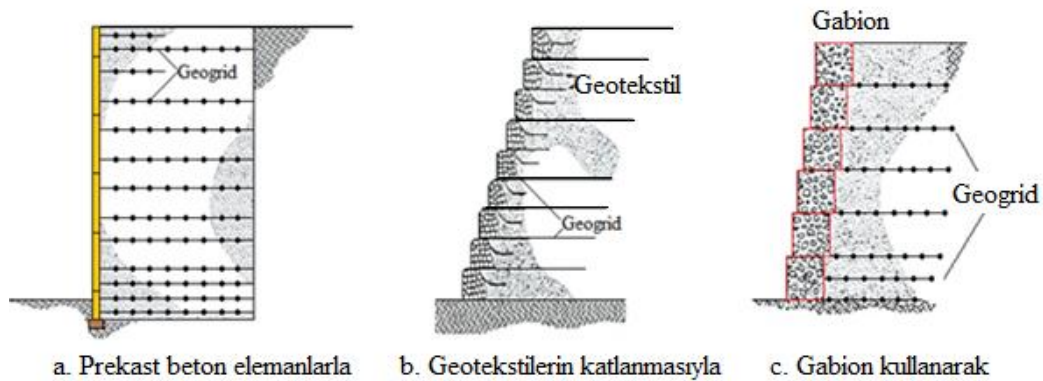 Geogrid
a. Prekast beton elemanlarla
Geotekstil
Geogrid
b. Geotekstilerin katlanmasıyla
Gabion
Geogrid
c. Gabion kullanarak